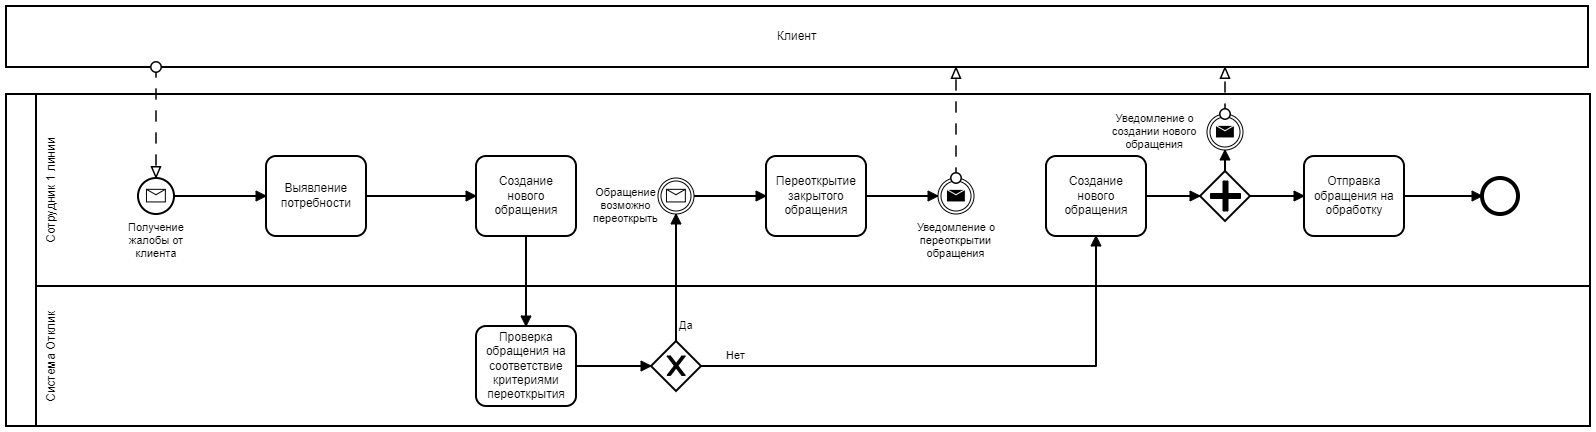 Клиент
Сотрудник 1 линии
Получение
жалобы от
клиента
Выявление
потребности
Создание
нового
обращения
Обращение
возможно
переоткрыть
Переоткрытие
закрытого
обращения
Уведомление о
переоткрытии
обращения
Создание
нового
обращения
Уведомление о
создании нового
обращения
Отправка
обращения на
обработку
Система Отклик
Проверка
обращения на
соответствие
критериями
переоткрытия
Да
Нет